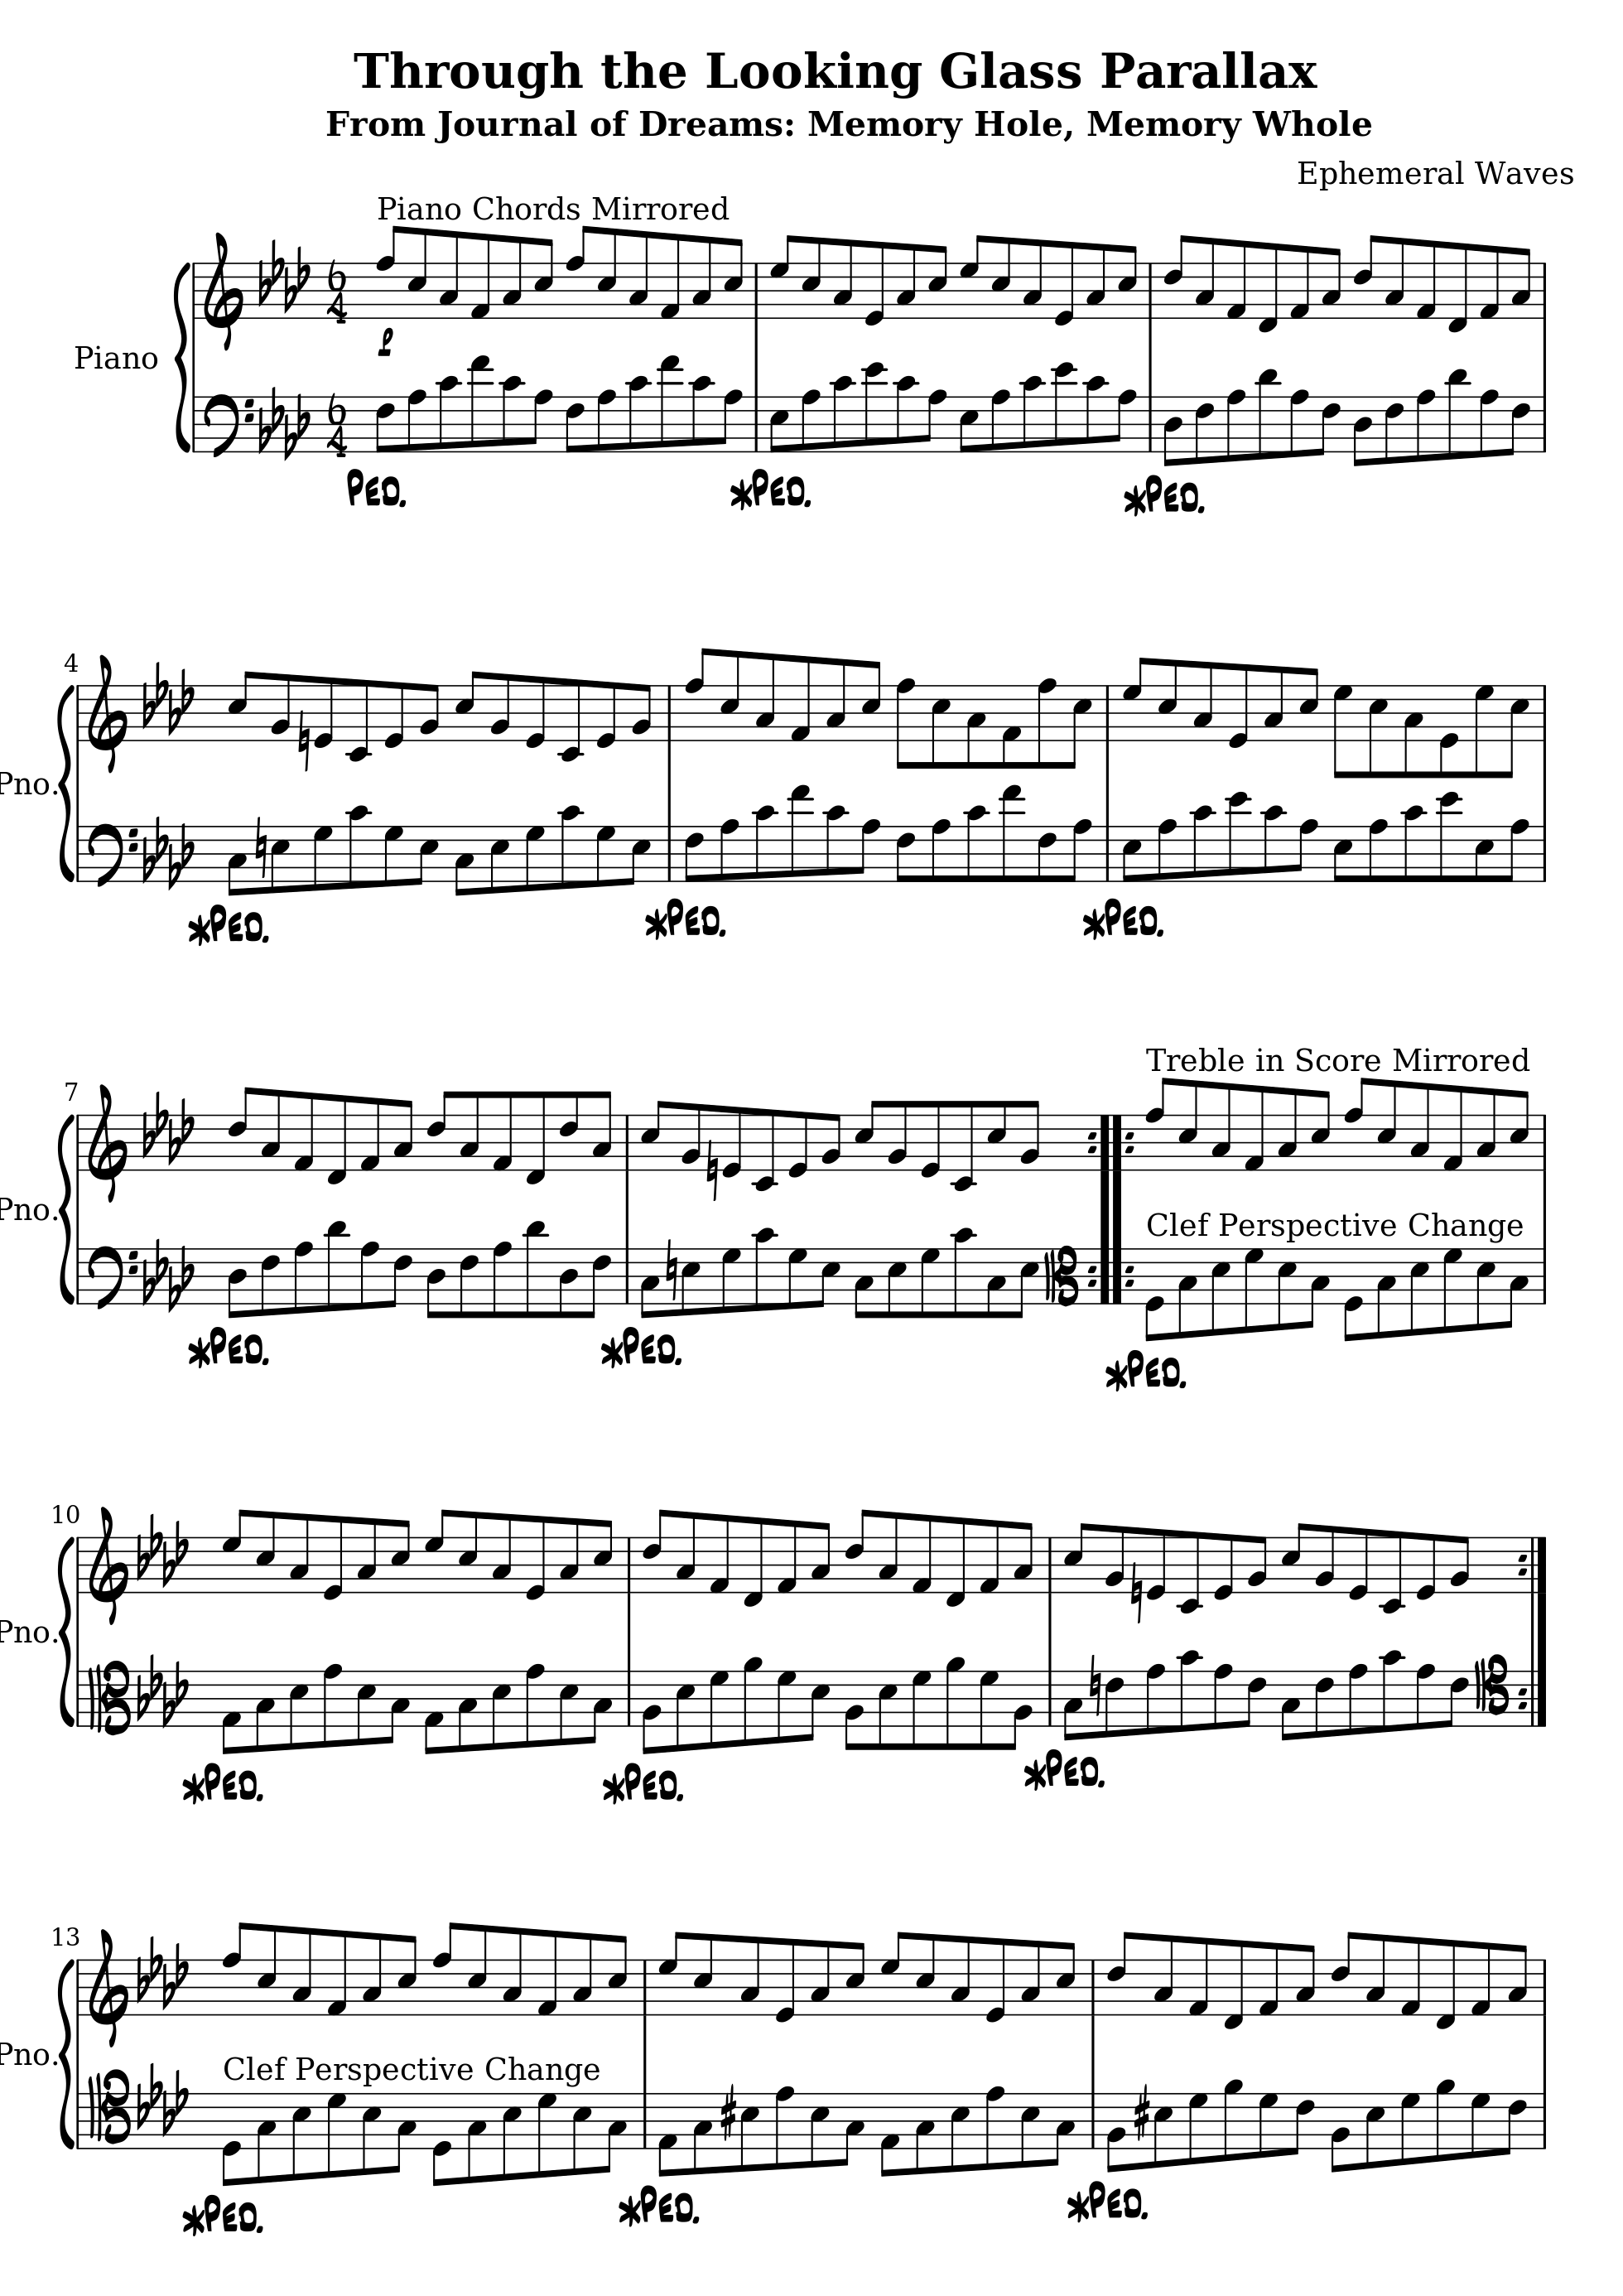 Through the Looking Glass Parallax
From Journal of Dreams: Memory Hole, Memory Whole
Ephemeral Waves
Piano Chords Mirrored
6 6
4 4
Piano
p
PED. *PED. *PED.
4
Pno.
*PED. *PED. *PED.
Treble in Score Mirrored
7
Pno.
Clef Perspective Change
*PED. *PED. *PED.
10
Pno.
*PED. *PED. *PED.
13
Pno.
Clef Perspective Change
*PED. *PED. *PED.